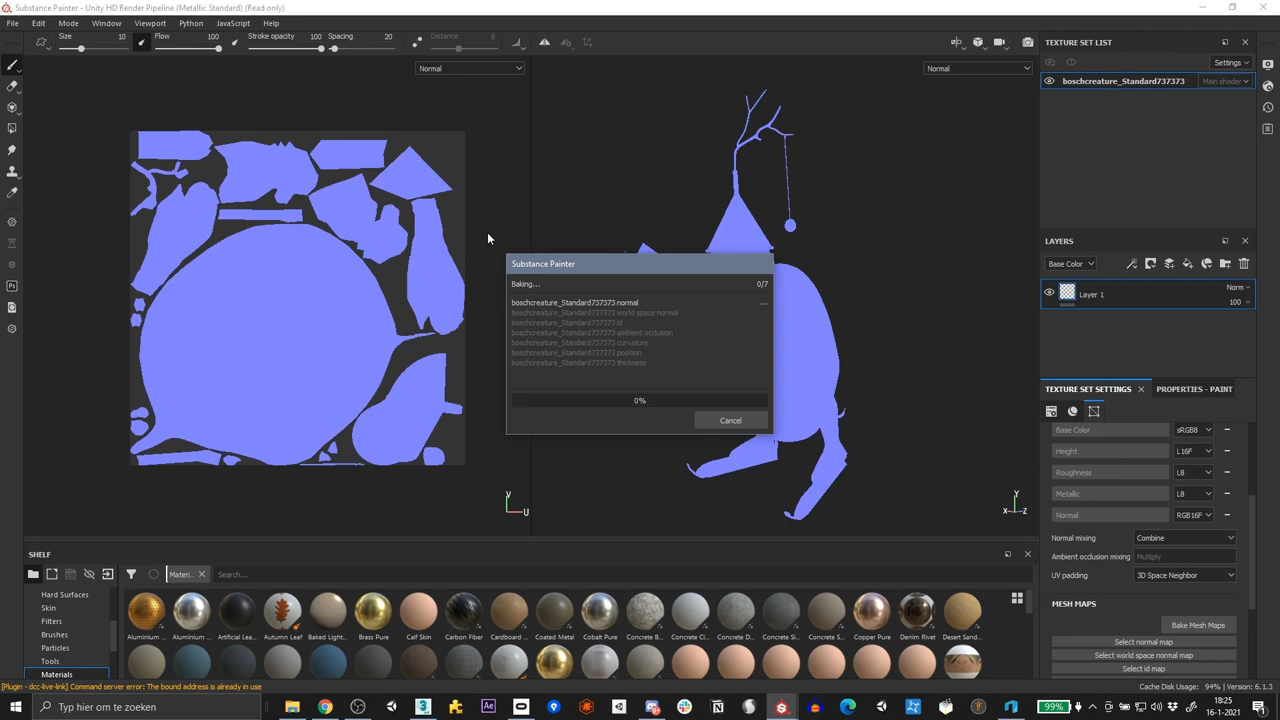 Substance Painter - Unity HD Render Pipeline (Metallic Standard) (Read only)
File Edit Mode Window Viewport Python JavaScript Help
Size 10 Flow 100 Stroke opacity 100 Spacing 20 Distance 8
Normal
Normal
TEXTURE SET LIST
Settings
boschcreature_Standard737373 Main shader
LAYERS
Base Color
Norm
Layer 1
100
Substance Painter
Baking... 0/7
boschcreature_Standard737373 normal ...
boschcreature_Standard737373 world space normal
boschcreature_Standard737373 id
boschcreature_Standard737373 ambient occlusion
boschcreature_Standard737373 curvature
boschcreature_Standard737373 position
boschcreature_Standard737373 thickness
0%
Cancel
V
U
Y
X Z
TEXTURE SET SETTINGS PROPERTIES - PAINT
Base Color sRGB8
Height L16F
Roughness L8
Metallic L8
Normal RGB16F
Normal mixing Combine
Ambient occlusion mixing Multiply
UV padding 3D Space Neighbor
MESH MAPS
Bake Mesh Maps
Select normal map
Select world space normal map
Select id map
SHELF
Materi... Search...
Hard Surfaces
Skin
Filters
Brushes
Particles
Tools
Materials
Aluminium ... Aluminium ... Artificial Lea... Autumn Leaf Baked Light... Brass Pure Calf Skin Carbon Fiber Cardboard ... Coated Metal Cobalt Pure Concrete B... Concrete Cl... Concrete D... Concrete Si... Concrete S... Copper Pure Denim Rivet Desert Sand...
[Plugin - dcc-live-link] Command server error: The bound address is already in use
Cache Disk Usage: 94% | Version: 6.1.3
Typ hier om te zoeken
Ps
Ae
99%
18:25
16-1-2021